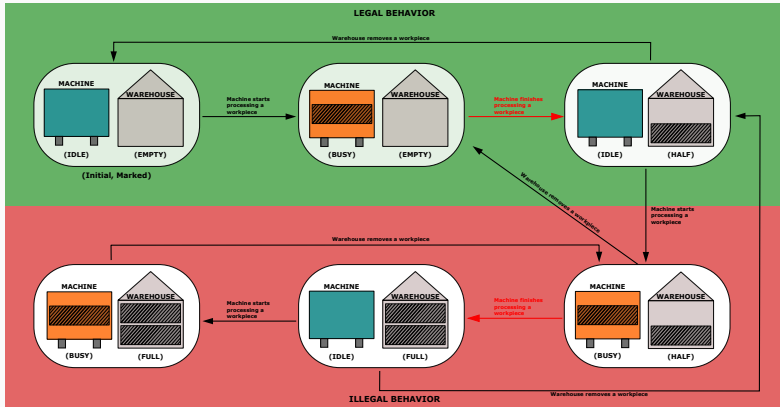 LEGAL BEHAVIOR
Warehouse removes a workpiece
MACHINE
WAREHOUSE
(IDLE)
(EMPTY)
(Initial, Marked)
Machine starts
processing a
workpiece
MACHINE
WAREHOUSE
(BUSY)
(EMPTY)
Machine finishes
processing a
workpiece
MACHINE
WAREHOUSE
(IDLE)
(HALF)
Warehouse removes a workpiece
Machine starts
processing a
workpiece
Warehouse removes a workpiece
MACHINE
WAREHOUSE
(BUSY)
(FULL)
Machine starts
processing a
workpiece
MACHINE
WAREHOUSE
(IDLE)
(FULL)
Machine finishes
processing a
workpiece
MACHINE
WAREHOUSE
(BUSY)
(HALF)
Warehouse removes a workpiece
ILLEGAL BEHAVIOR